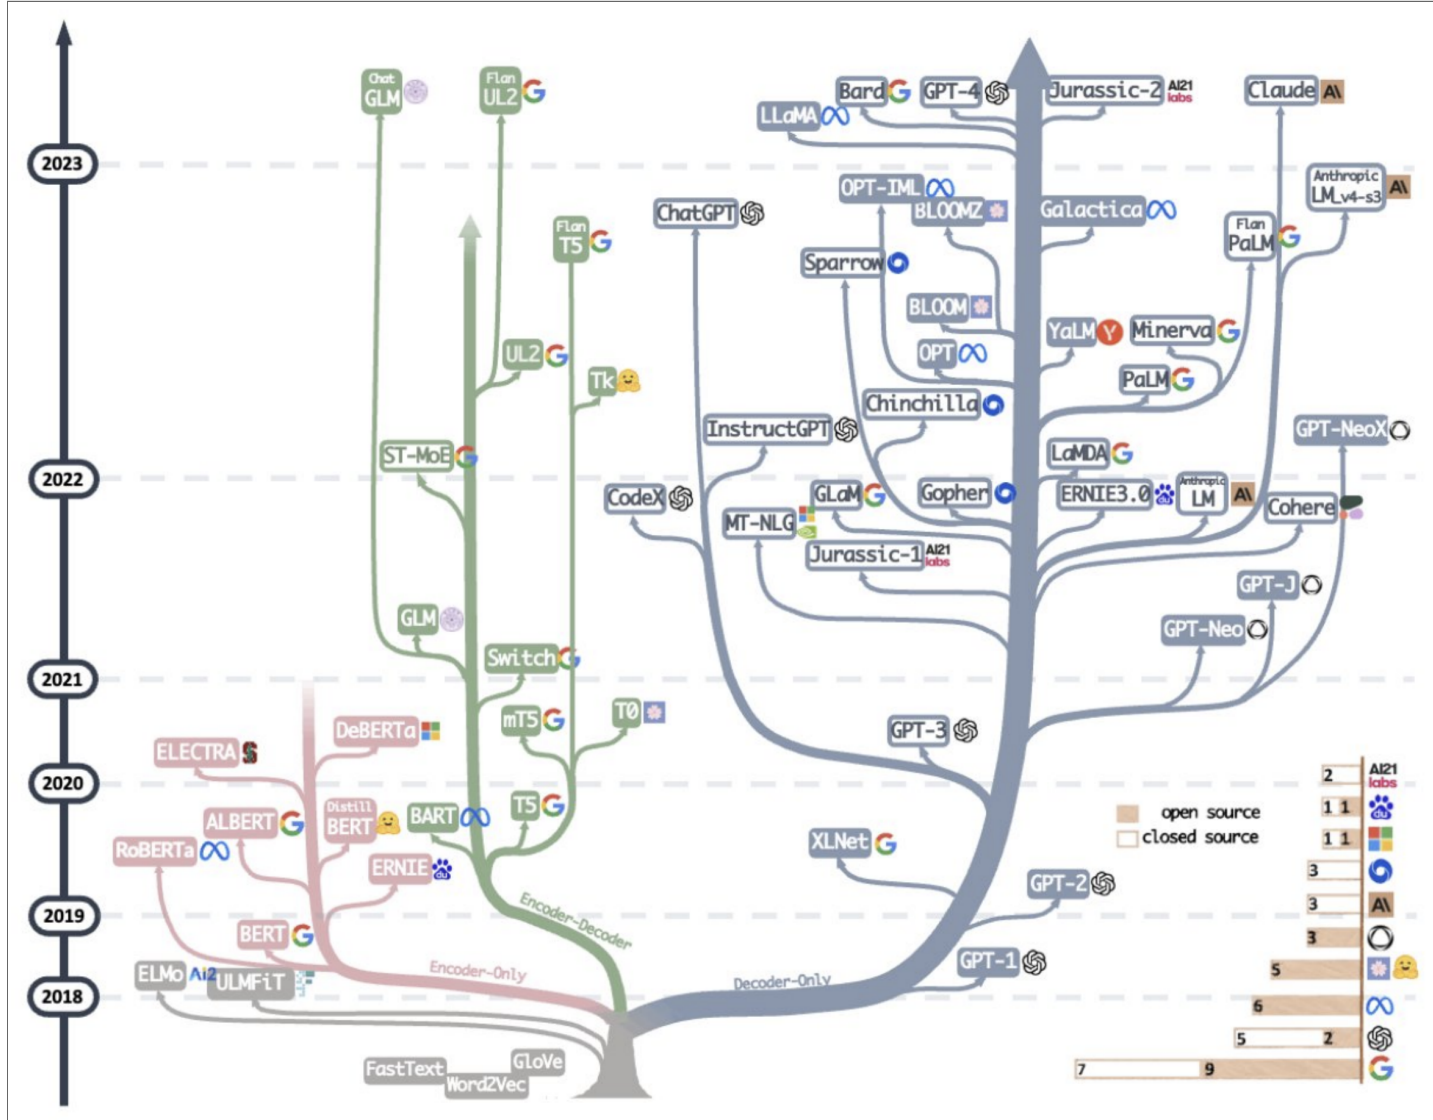 Chat
GLM
Flan
UL2
Bard
GPT-4
Jurassic-2
AI21
labs
Claude
A\
LLaMA
2023
OPT-IML
Anthropic
LM_v4-s3
A\
ChatGPT
BLOOMZ
Galactica
Flan
T5
Flan
PaLM
Sparrow
BLOOM
YaLM
Minerva
UL2
OPT
Tk
PaLM
Chinchilla
InstructGPT
GPT-NeoX
ST-MoE
LaMDA
2022
CodeX
GLaM
Gopher
ERNIE3.0
du
Anthropic
LM
A\
Cohere
MT-NLG
Jurassic-1
AI21
labs
GPT-J
GLM
GPT-Neo
Switch
2021
mT5
T0
DeBERTa
GPT-3
ELECTRA
2020
2
AI21
labs
open source
1 1
du
closed source
1 1
BART
T5
ALBERT
Distill
BERT
RoBERTa
XLNet
ERNIE
du
3
GPT-2
3
A\
2019
Encoder-Decoder
BERT
3
GPT-1
5
ELMo
AI2
ULMFiT
Encoder-Only
Decoder-Only
2018
6
5
2
GloVe
FastText
Word2Vec
7
9